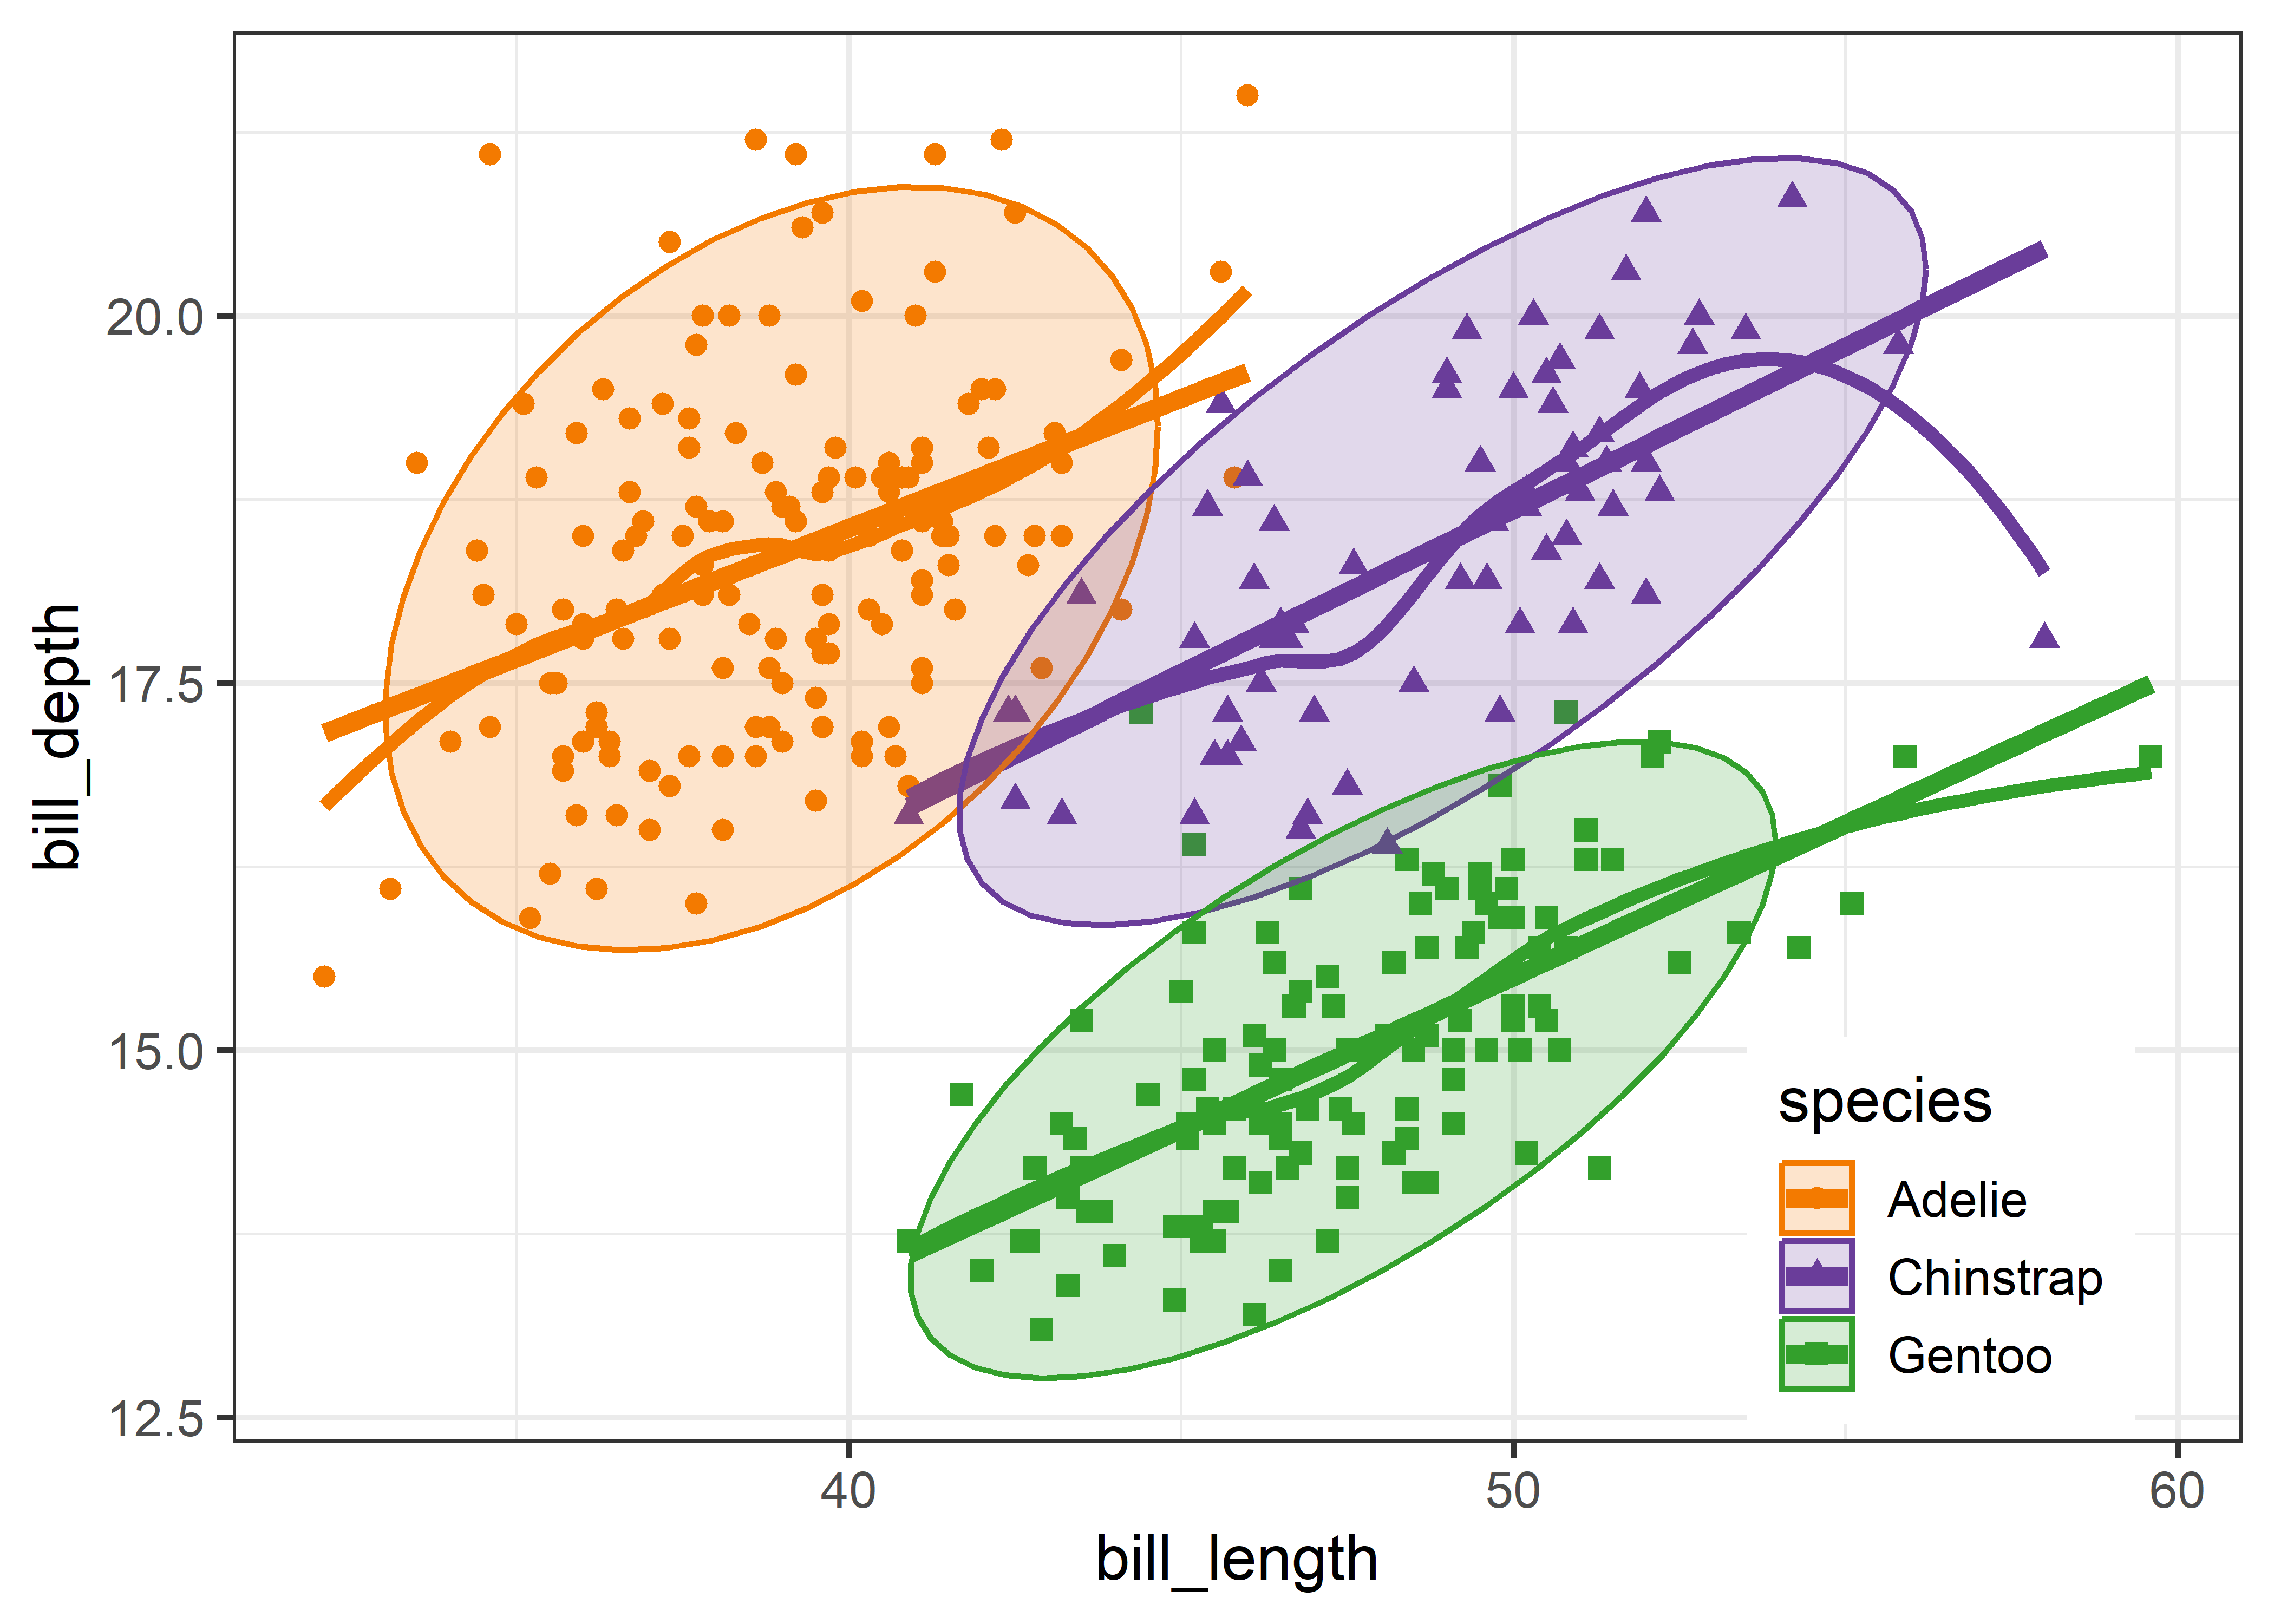 20.0
17.5
15.0
12.5
bill_depth
40
50
60
bill_length
species
Adelie
Chinstrap
Gentoo